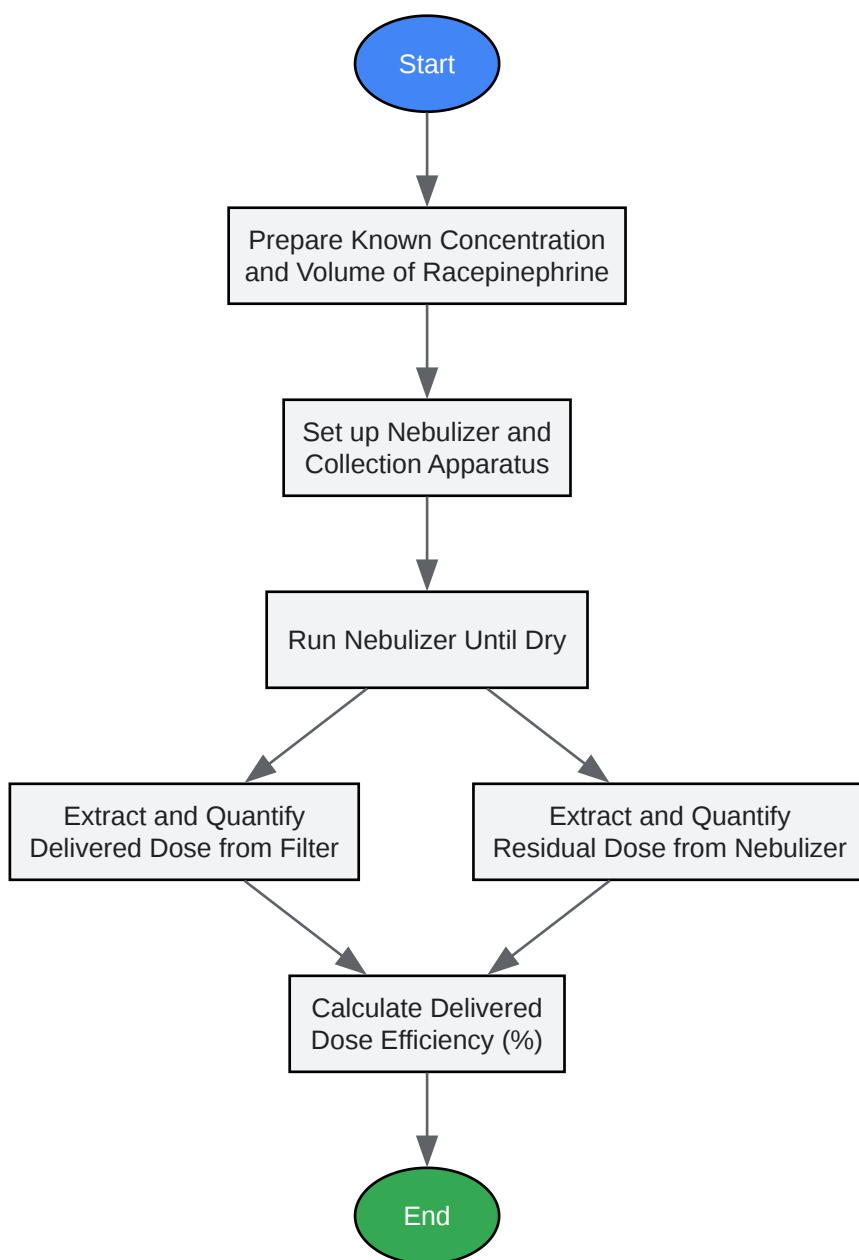 Start
Prepare Known Concentration
and Volume of Racepinephrine
Set up Nebulizer and
Collection Apparatus
Run Nebulizer Until Dry
Extract and Quantify
Delivered Dose from Filter
Extract and Quantify
Residual Dose from Nebulizer
Calculate Delivered
Dose Efficiency (%)
End